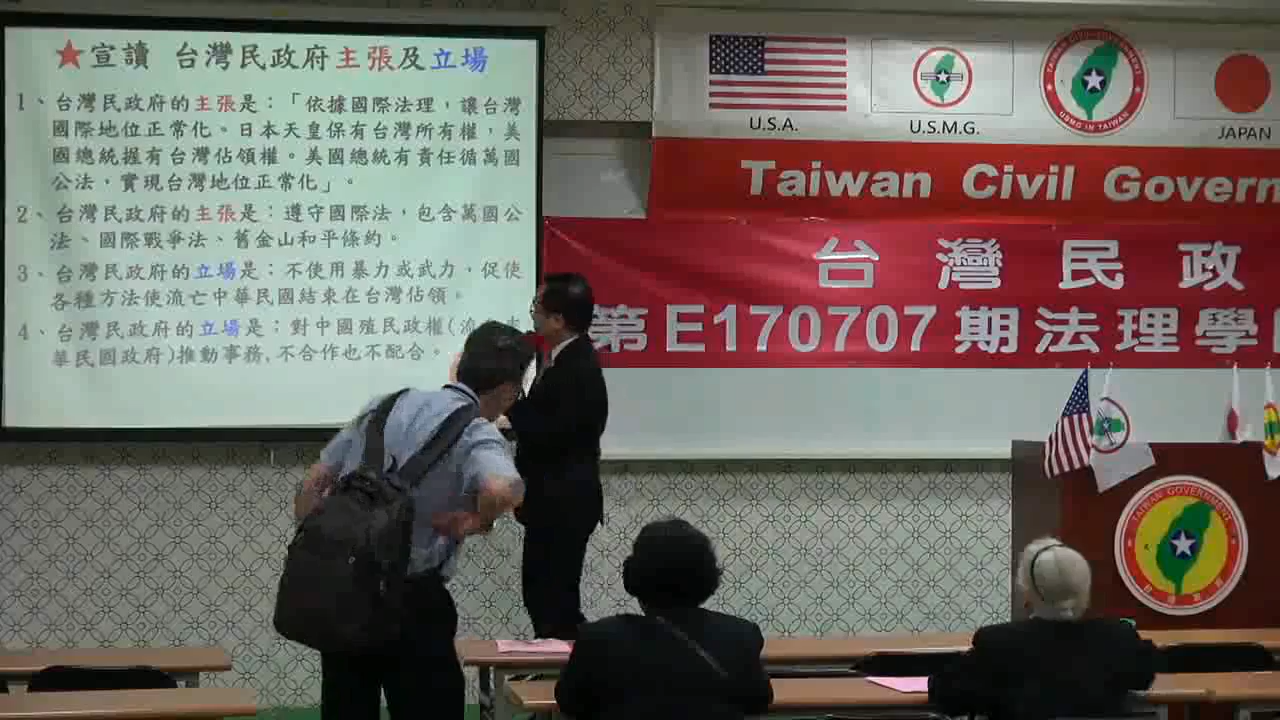 ★宣讀 台灣民政府主張及立場
1、台灣民政府的主張是：「依據國際法理，讓台灣
國際地位正常化。日本天皇保有台灣所有權，美
國總統握有台灣佔領權。美國總統有責任循萬國
公法，實現台灣地位正常化」。
2、台灣民政府的主張是：遵守國際法，包含萬國公
法、國際戰爭法、舊金山和平條約。
3、台灣民政府的立場是：不使用暴力或武力，促使
各種方法使流亡中華民國結束在台灣佔領。
4、台灣民政府的立場是：對中國殖民政權(流
華民國政府)推動事務，不合作也不配合。
U.S.A.
U.S.M.G.
TAIWAN CIVIL GOVERNMENT
USMG IN TAIWAN
JAPAN
Taiwan Civil Governm
台灣民政
第E170707期法理學
TAIWAN GOVERNMENT